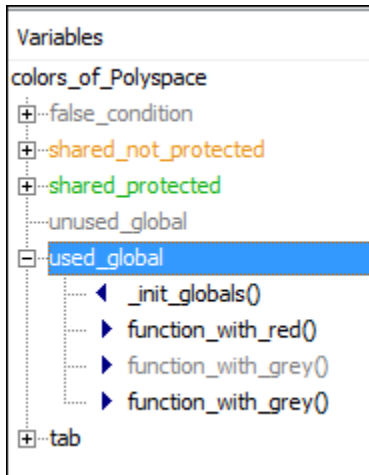 Variables
colors_of_Polyspace
false_condition
shared_not_protected
shared_protected
unused_global
used_global
_init_globals()
function_with_red()
function_with_grey()
function_with_grey()
tab